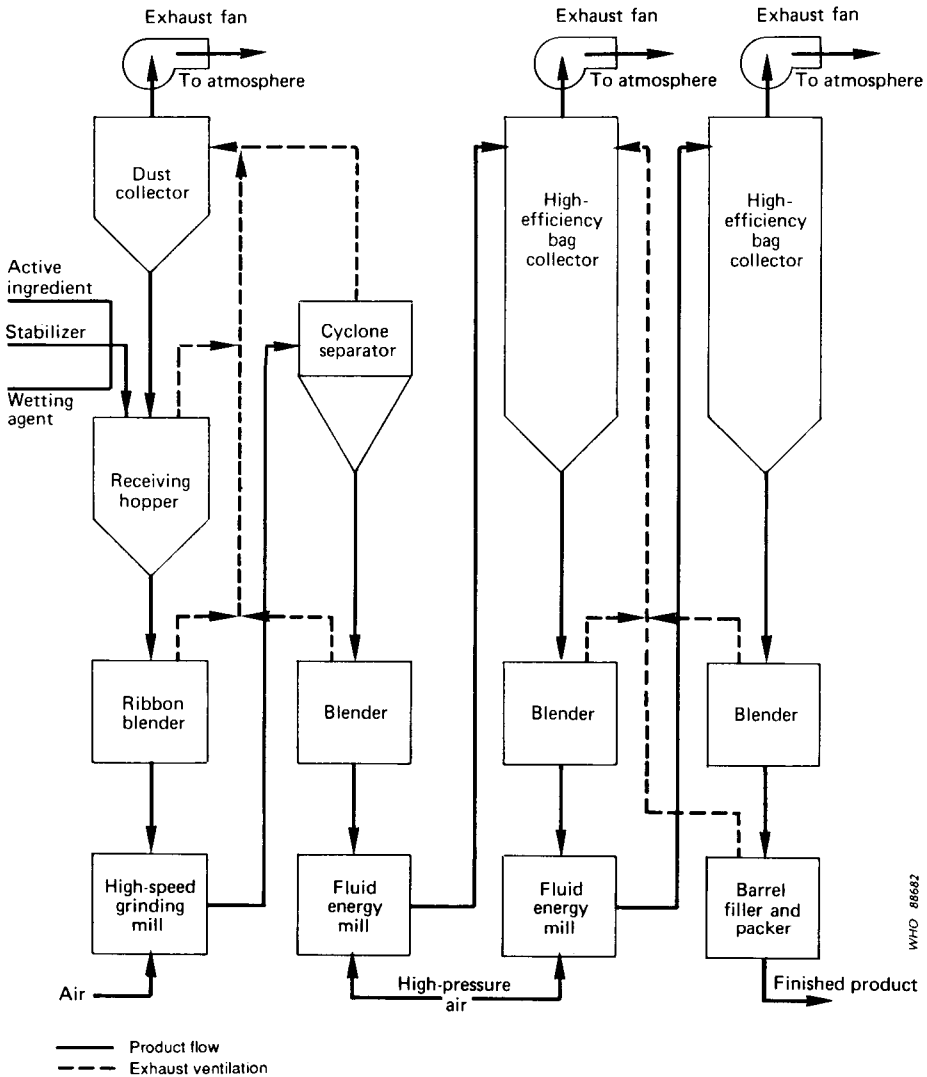 Exhaust fan
Exhaust fan
Exhaust fan
To atmosphere
To atmosphere
To atmosphere
Dust
collector
High-
efficiency
bag
collector
High-
efficiency
bag
collector
Active
ingredient
Stabilizer
Wetting
agent
Cyclone
separator
Receiving
hopper
Ribbon
blender
Blender
Blender
Blender
High-speed
grinding
mill
Fluid
energy
mill
Fluid
energy
mill
Barrel
filler and
packer
WHO 88682
Air
High-pressure
air
Finished product
Product flow
Exhaust ventilation